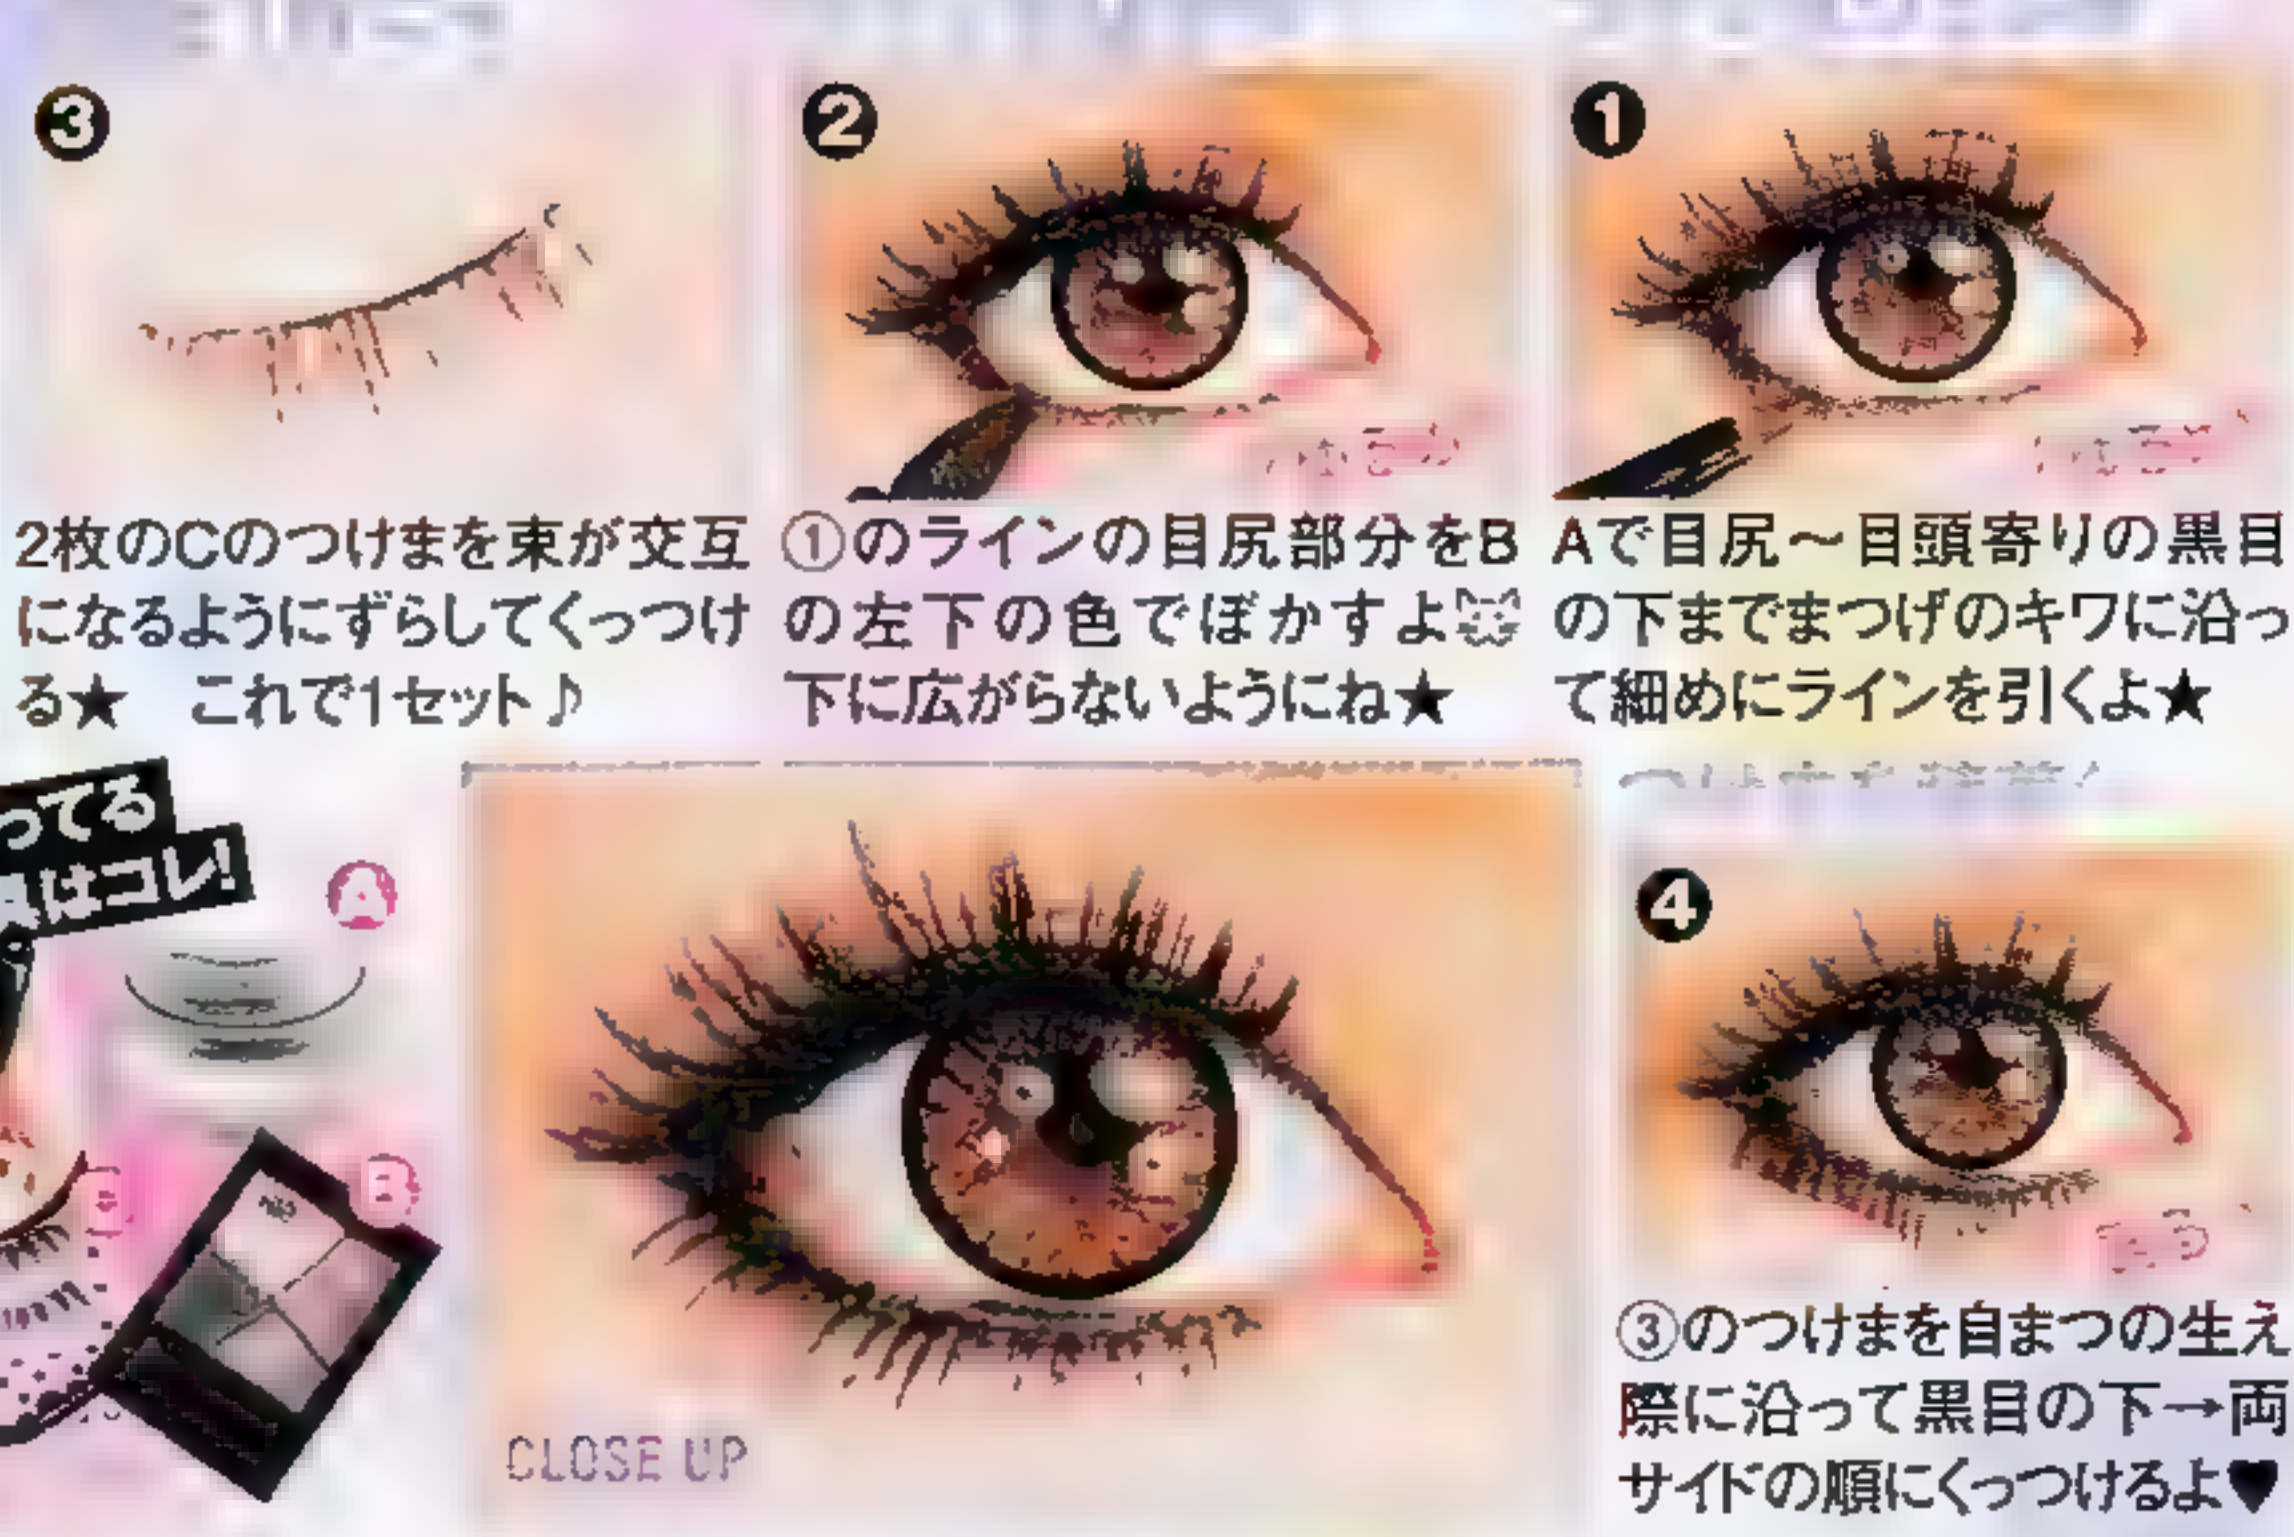 ❶
Aで目尻〜目頭寄りの黒目
の下までまつげのキワに沿っ
て細めにラインを引くよ★
❷
①のラインの目尻部分をB
の左下の色でぼかすよ
下に広がらないようにね★
❸
2枚のCのつけまを束が交互
になるようにずらしてくっつけ
る★　これで1セット♪
❹
③のつけまを自まつの生え
際に沿って黒目の下→両
サイドの順にくっつけるよ♥
CLOSE UP
ってる
はコレ!
A
B